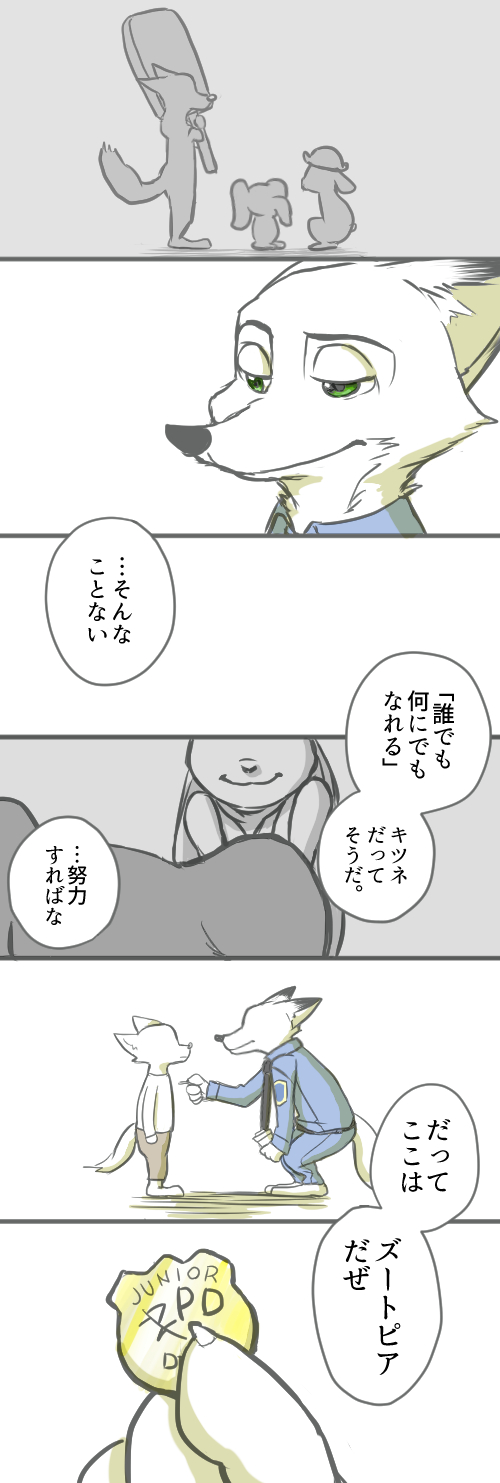 …そんな
ことない
「誰でも
何にでも
なれる」
キツネ
だって
そうだ。
…努力
すればな
だって
ここは
ズートピア
だぜ
JUNIOR
PD